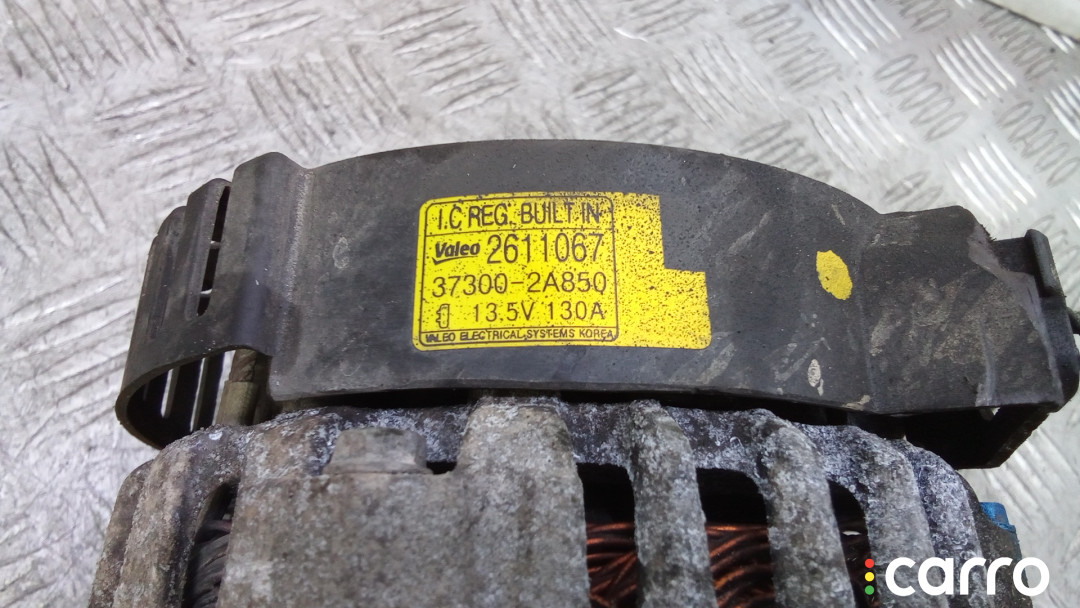 I.C REG. BUILT IN
Valeo 2611067
37300-2A850
13.5V 130A
VALEO ELECTRICAL SYSTEMS KOREA
carro